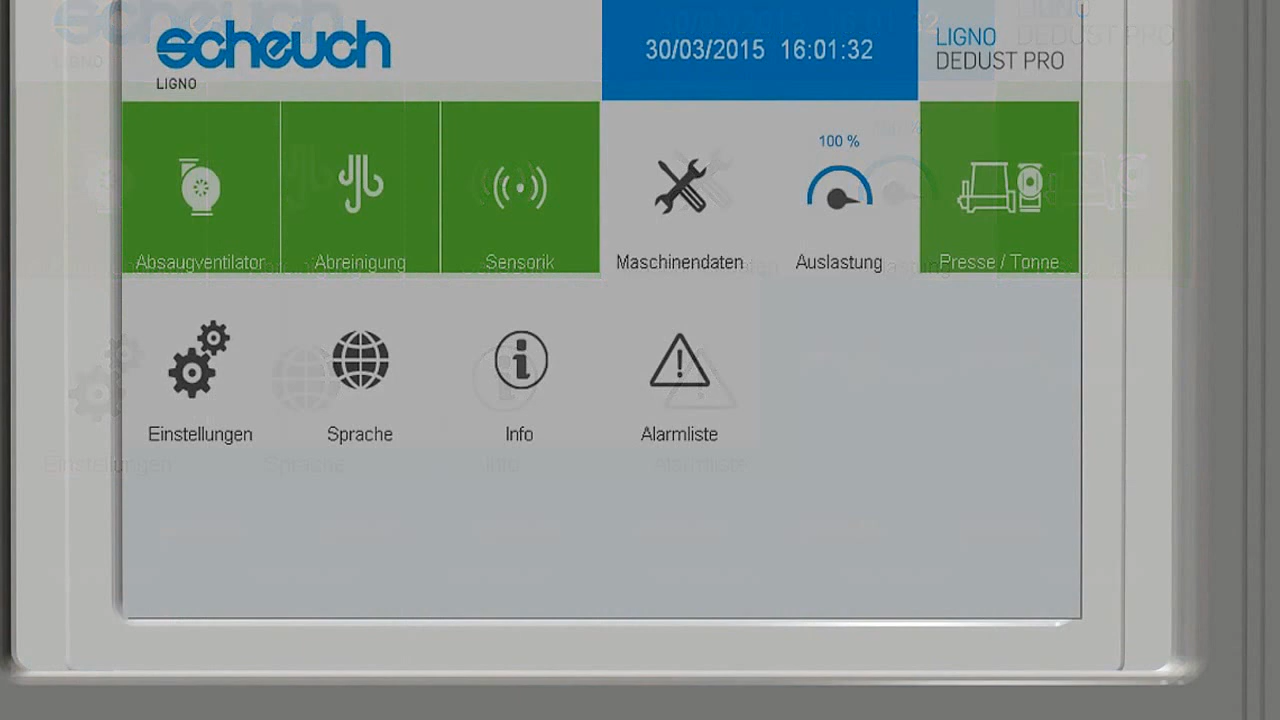 scheuch
LIGNO
30/03/2015 16:01:32
LIGNO
DEDUST PRO
100 %
Absaugventilator
Abreinigung
Sensorik
Maschinendaten
Auslastung
Presse / Tonne
Einstellungen
Sprache
Info
Alarmliste